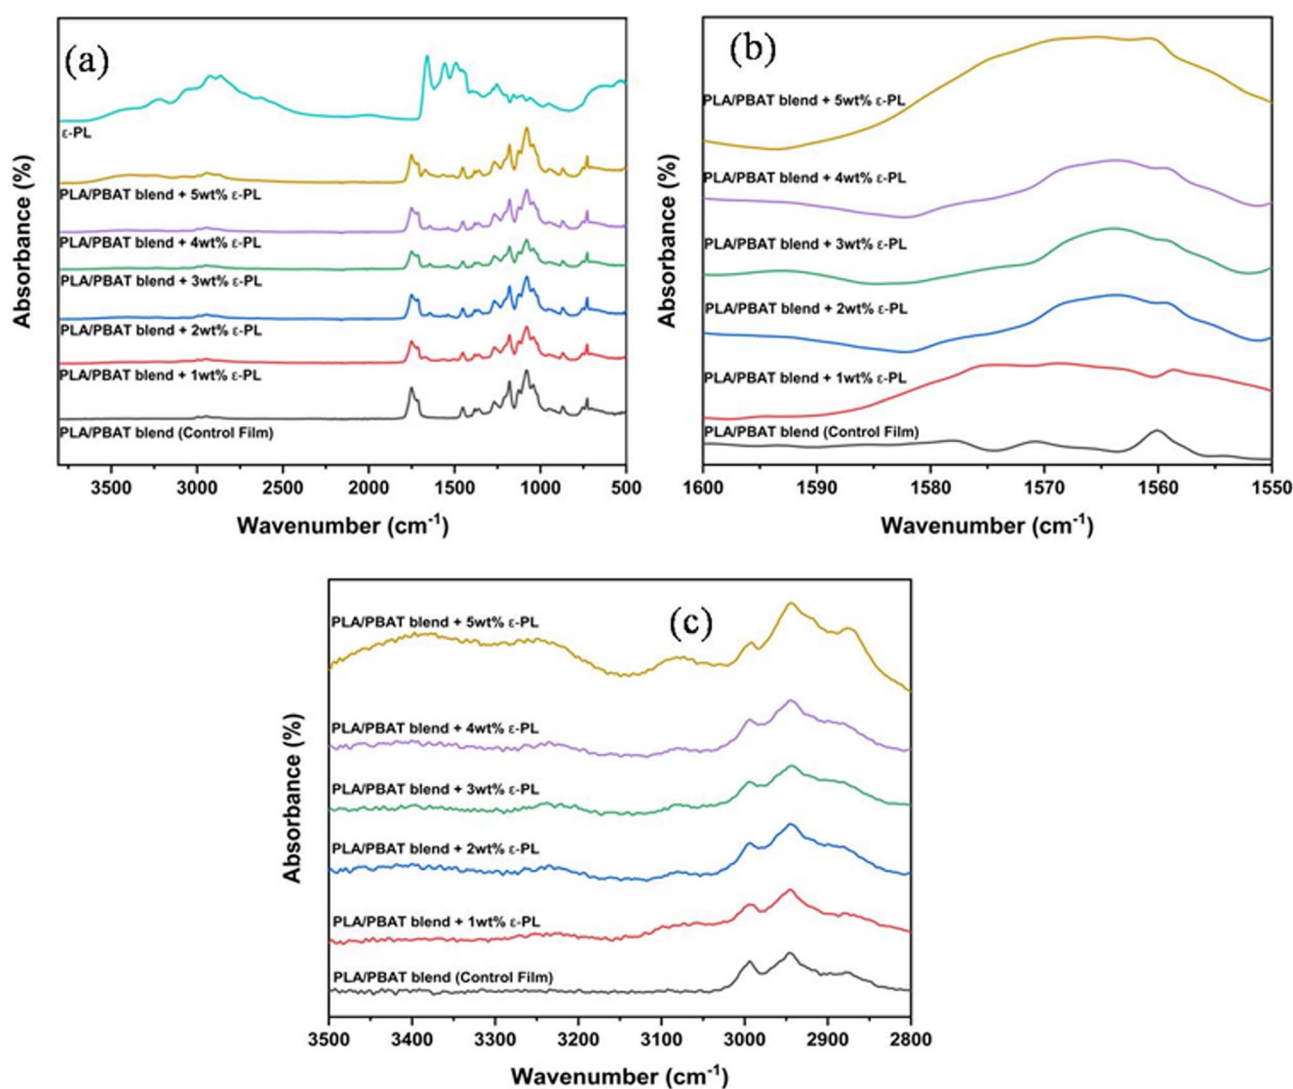 (a)
ε-PL
PLA/PBAT blend + 5wt% ε-PL
PLA/PBAT blend + 4wt% ε-PL
PLA/PBAT blend + 3wt% ε-PL
PLA/PBAT blend + 2wt% ε-PL
PLA/PBAT blend + 1wt% ε-PL
PLA/PBAT blend (Control Film)
Absorbance (%)
3500 3000 2500 2000 1500 1000 500
Wavenumber (cm⁻¹)
(b)
PLA/PBAT blend + 5wt% ε-PL
PLA/PBAT blend + 4wt% ε-PL
PLA/PBAT blend + 3wt% ε-PL
PLA/PBAT blend + 2wt% ε-PL
PLA/PBAT blend + 1wt% ε-PL
PLA/PBAT blend (Control Film)
Absorbance (%)
1600 1590 1580 1570 1560 1550
Wavenumber (cm⁻¹)
(c)
PLA/PBAT blend + 5wt% ε-PL
PLA/PBAT blend + 4wt% ε-PL
PLA/PBAT blend + 3wt% ε-PL
PLA/PBAT blend + 2wt% ε-PL
PLA/PBAT blend + 1wt% ε-PL
PLA/PBAT blend (Control Film)
Absorbance (%)
3500 3400 3300 3200 3100 3000 2900 2800
Wavenumber (cm⁻¹)